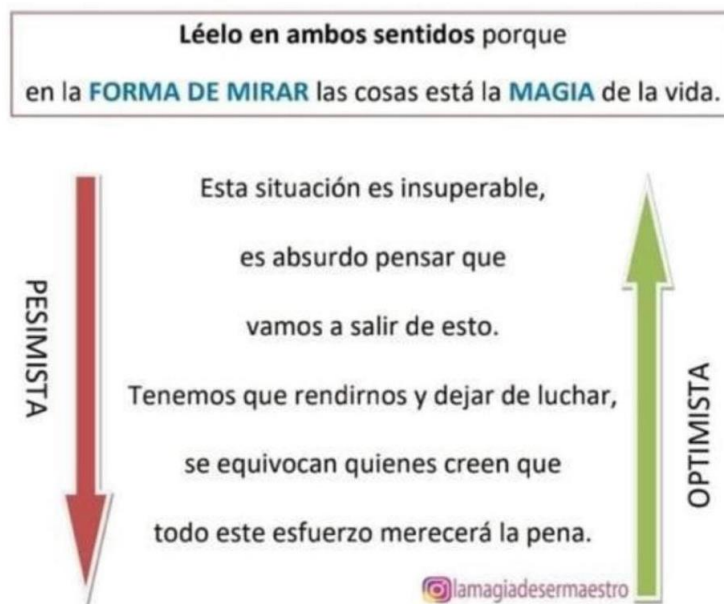 Léelo en ambos sentidos porque
en la FORMA DE MIRAR las cosas está la MAGIA de la vida.
PESIMISTA
Esta situación es insuperable,
es absurdo pensar que
vamos a salir de esto.
Tenemos que rendirnos y dejar de luchar,
se equivocan quienes creen que
todo este esfuerzo merecerá la pena.
OPTIMISTA
lamagiadesermaestro